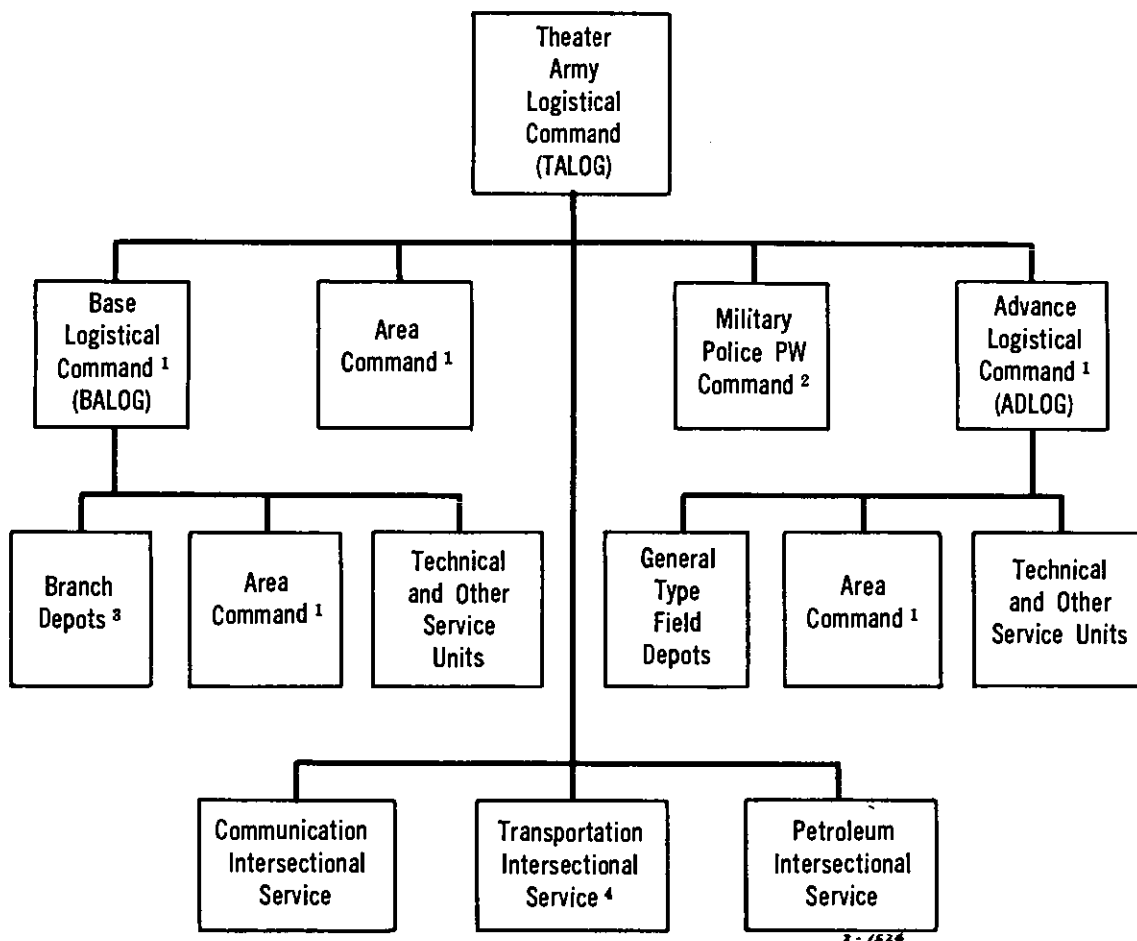 Theater
Army
Logistical
Command
(TALOG)
Base
Logistical
Command 1
(BALOG)
Area
Command 1
Military
Police PW
Command 2
Advance
Logistical
Command 1
(ADLOG)
Branch
Depots 3
Area
Command 1
Technical
and Other
Service
Units
General
Type
Field
Depots
Area
Command 1
Technical
and Other
Service Units
Communication
Intersectional
Service
Transportation
Intersectional
Service 4
Petroleum
Intersectional
Service